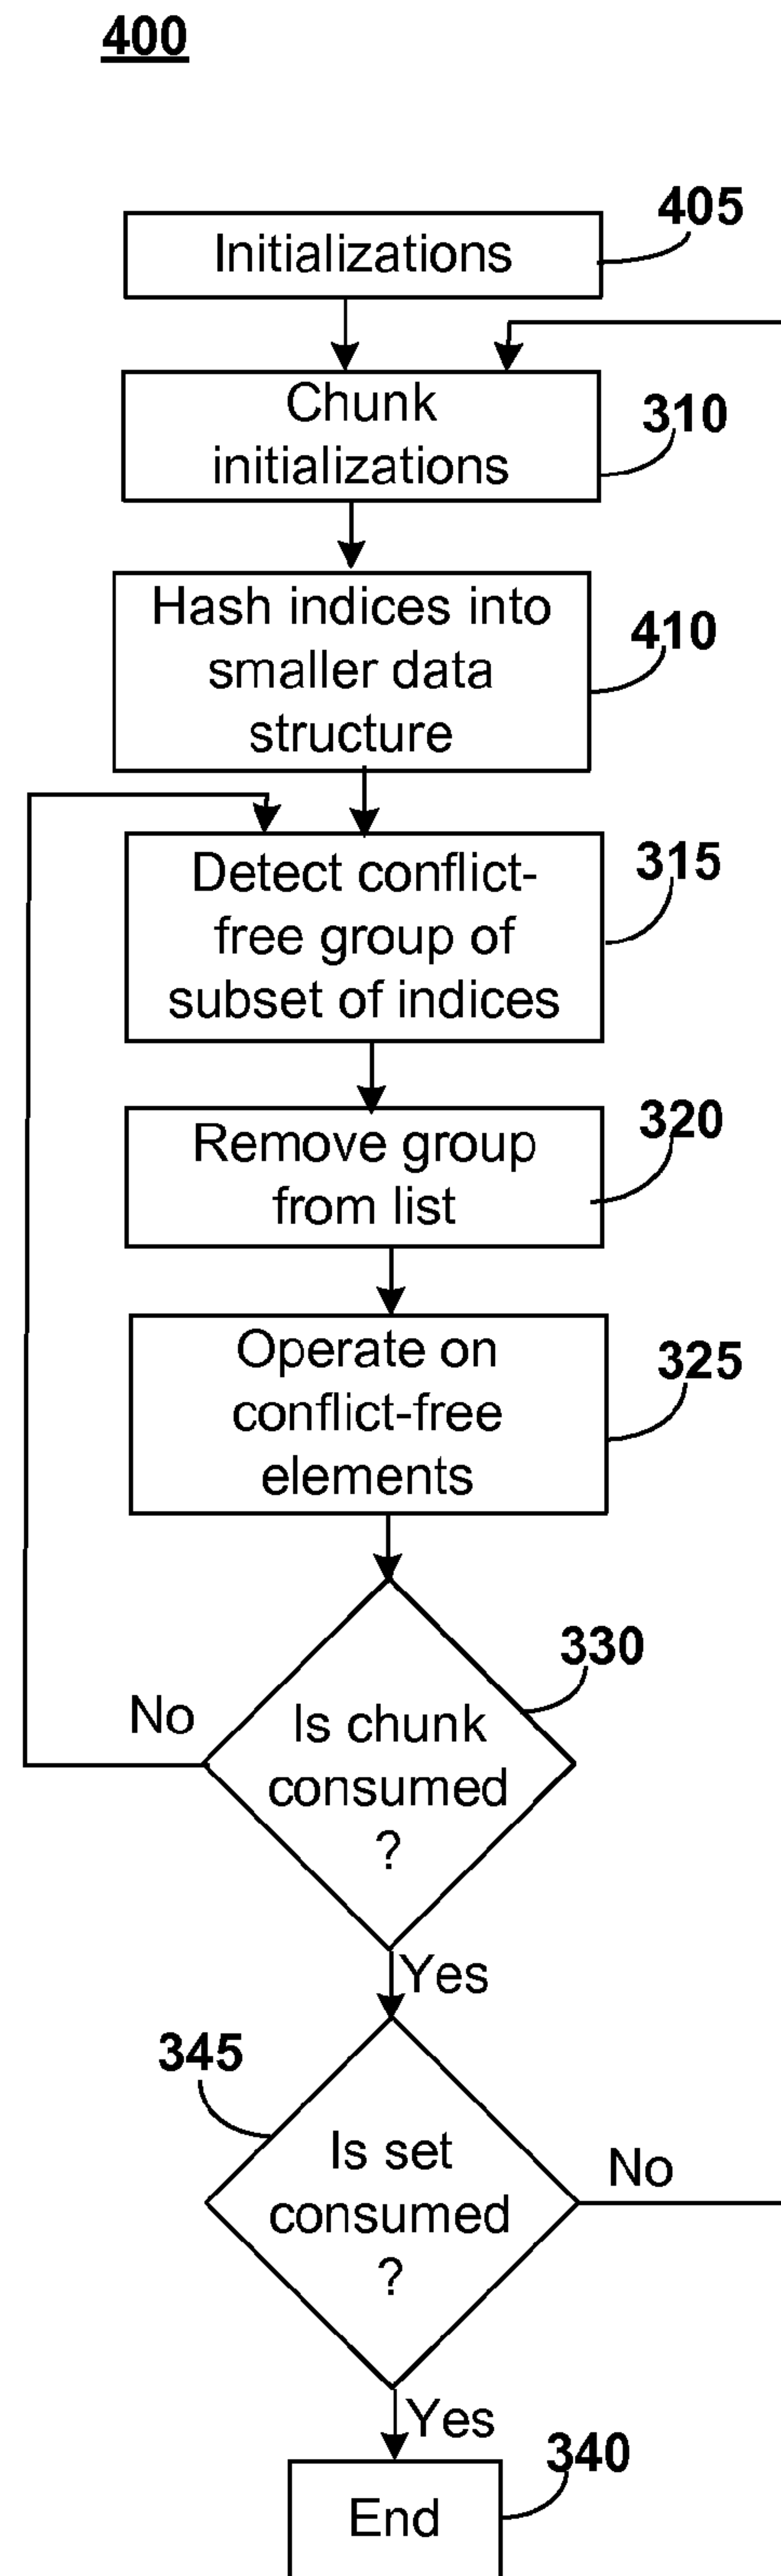 400
Initializations
405
Chunk
initializations
310
Hash indices into
smaller data
structure
410
Detect conflict-
free group of
subset of indices
315
Remove group
from list
320
Operate on
conflict-free
elements
325
Is chunk
consumed
?
330
No
Yes
345
Is set
consumed
?
No
Yes
End
340